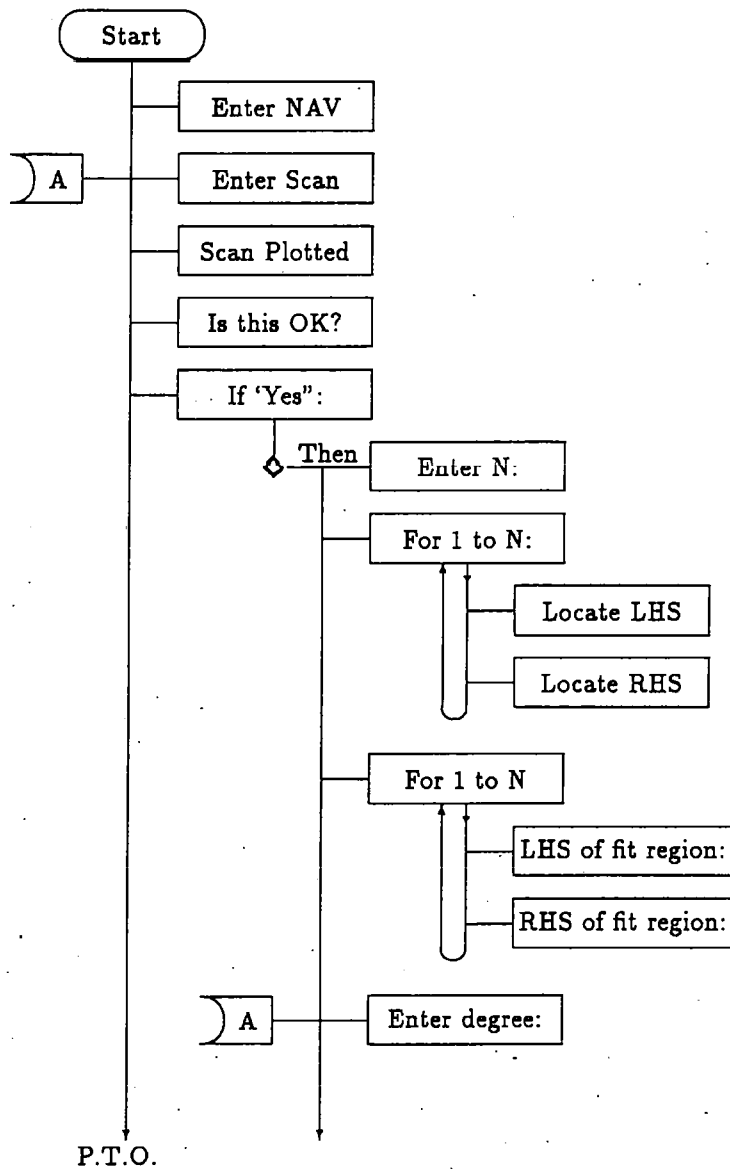 Start
Enter NAV
A
Enter Scan
Scan Plotted
Is this OK?
If ‘Yes”:
Then
Enter N:
For 1 to N:
Locate LHS
Locate RHS
For 1 to N
LHS of fit region:
RHS of fit region:
A
Enter degree:
P.T.O.